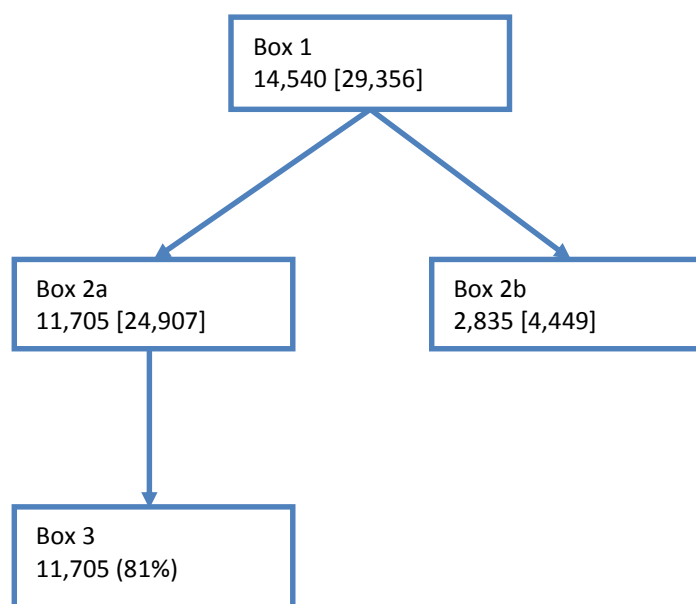 Box 1
14,540 [29,356]
Box 2a
11,705 [24,907]
Box 2b
2,835 [4,449]
Box 3
11,705 (81%)